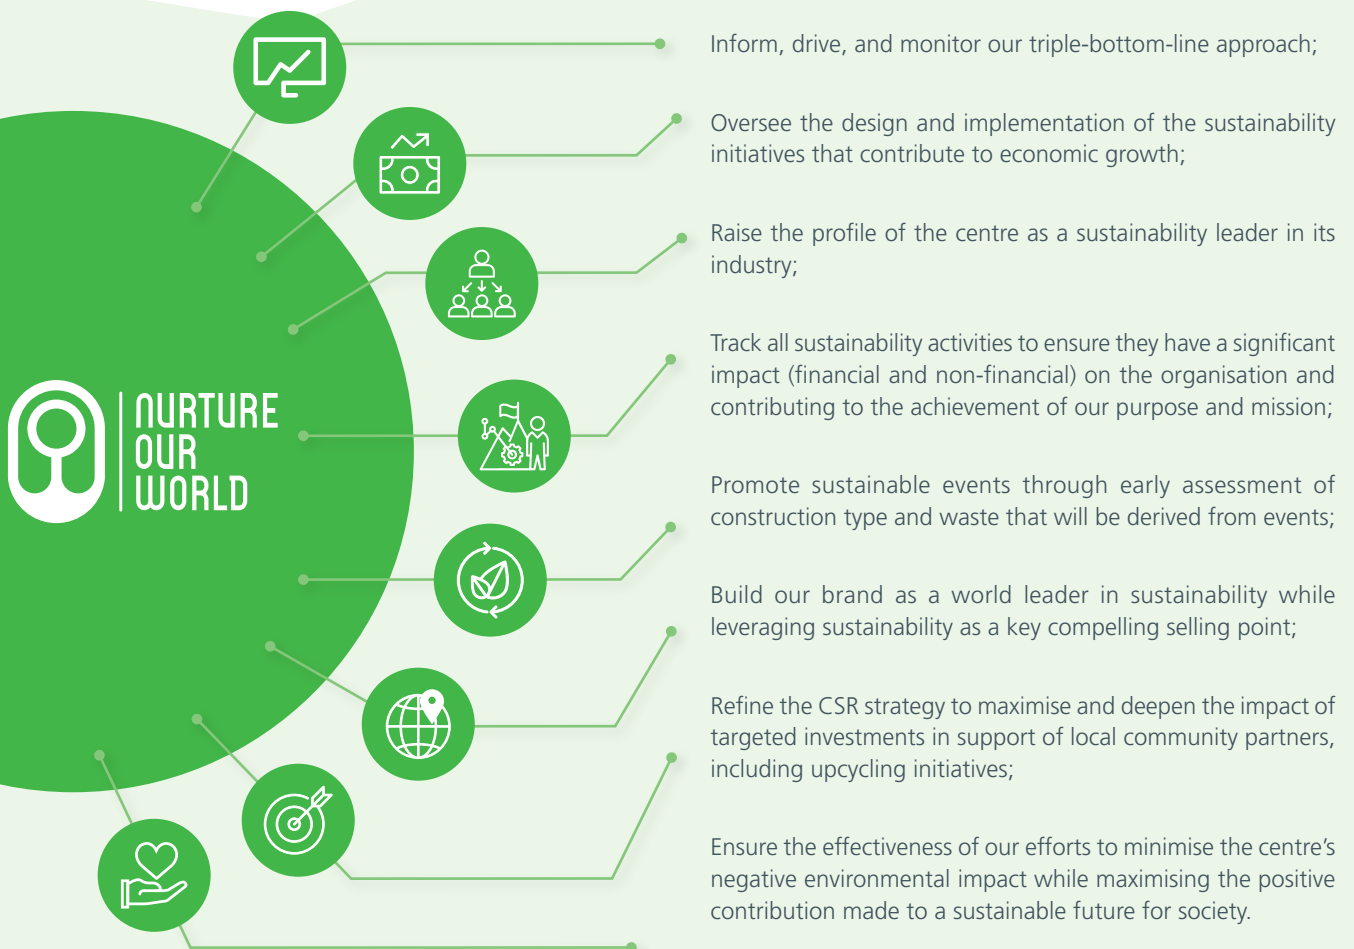 Inform, drive, and monitor our triple-bottom-line approach;
Oversee the design and implementation of the sustainability
initiatives that contribute to economic growth;
Raise the profile of the centre as a sustainability leader in its
industry;
Track all sustainability activities to ensure they have a significant
impact (financial and non-financial) on the organisation and
contributing to the achievement of our purpose and mission;
NURTURE
OUR
WORLD
Promote sustainable events through early assessment of
construction type and waste that will be derived from events;
Build our brand as a world leader in sustainability while
leveraging sustainability as a key compelling selling point;
Refine the CSR strategy to maximise and deepen the impact of
targeted investments in support of local community partners,
including upcycling initiatives;
Ensure the effectiveness of our efforts to minimise the centre’s
negative environmental impact while maximising the positive
contribution made to a sustainable future for society.